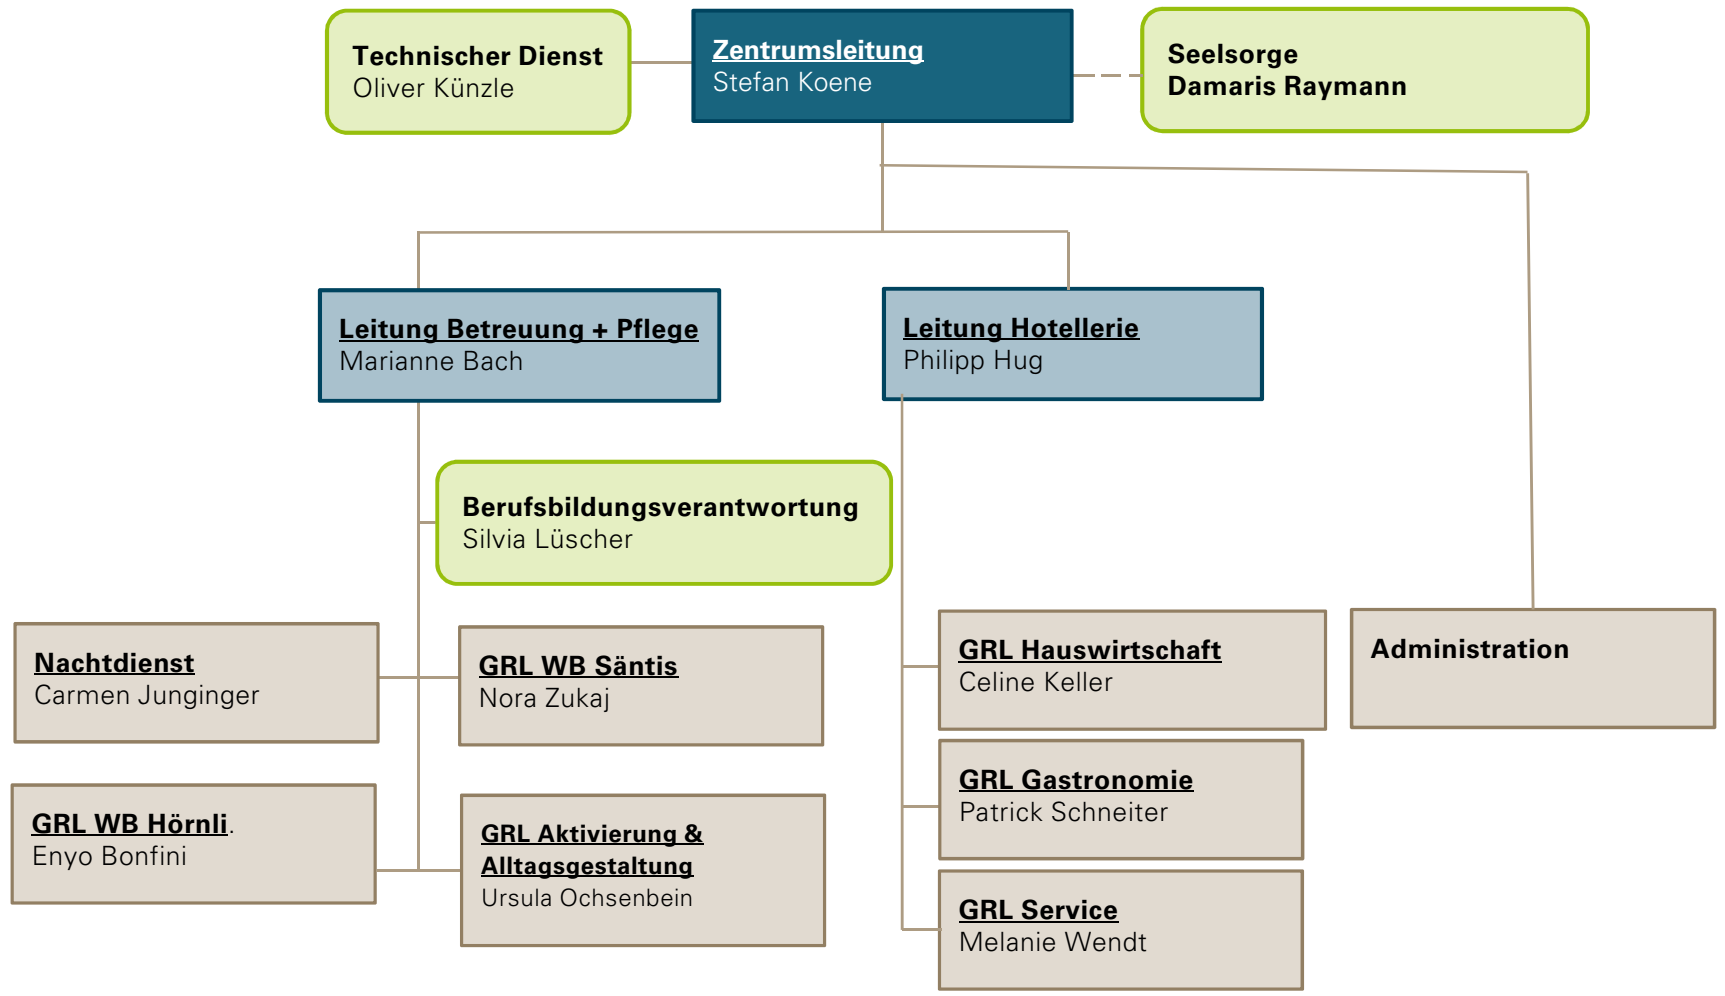 Technischer Dienst
Oliver Künzle
Zentrumsleitung
Stefan Koene
Seelsorge
Damaris Raymann
Leitung Betreuung + Pflege
Marianne Bach
Leitung Hotellerie
Philipp Hug
Berufsbildungsverantwortung
Silvia Lüscher
Nachtdienst
Carmen Junginger
GRL WB Säntis
Nora Zukaj
GRL Hauswirtschaft
Celine Keller
Administration
GRL WB Hörnli.
Enyo Bonfini
GRL Aktivierung &
Alltagsgestaltung
Ursula Ochsenbein
GRL Gastronomie
Patrick Schneiter
GRL Service
Melanie Wendt